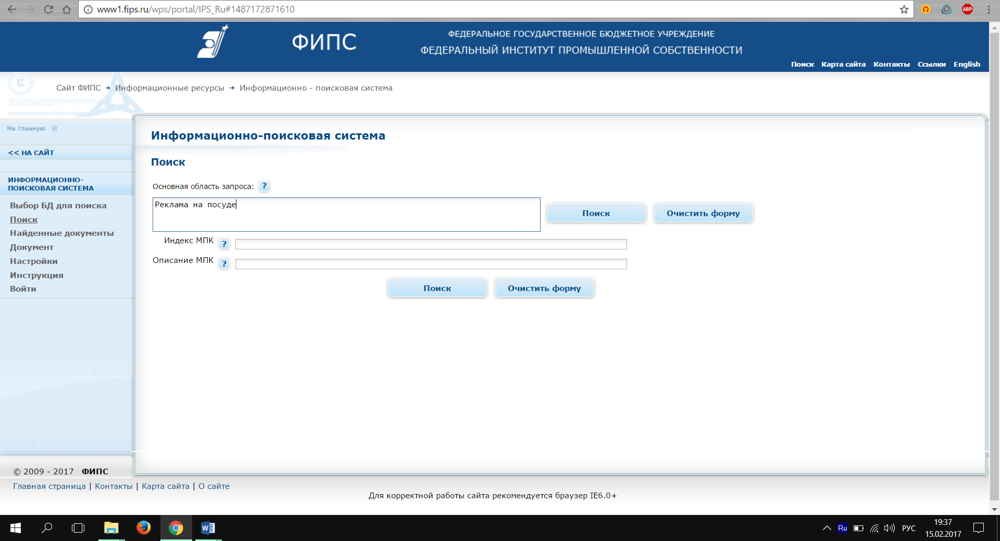 www1.fips.ru/wps/portal/IPS_Ru#1487172871610
ABP
ФИПС
ФЕДЕРАЛЬНОЕ ГОСУДАРСТВЕННОЕ БЮДЖЕТНОЕ УЧРЕЖДЕНИЕ
ФЕДЕРАЛЬНЫЙ ИНСТИТУТ ПРОМЫШЛЕННОЙ СОБСТВЕННОСТИ
Поиск Карта сайта Контакты Ссылки English
Сайт ФИПС Информационные ресурсы Информационно - поисковая система
На главную
<< НА САЙТ
ИНФОРМАЦИОННО-
ПОИСКОВАЯ СИСТЕМА
Выбор БД для поиска
Поиск
Найденные документы
Документ
Настройки
Инструкция
Войти
Информационно-поисковая система
Поиск
Основная область запроса: ?
Реклама на посуде
Поиск Очистить форму
Индекс МПК ?
Описание МПК ?
Поиск Очистить форму
© 2009 - 2017 ФИПС
Главная страница | Контакты | Карта сайта | О сайте
Для корректной работы сайта рекомендуется браузер IE6.0+
Ru РУС
19:37
15.02.2017